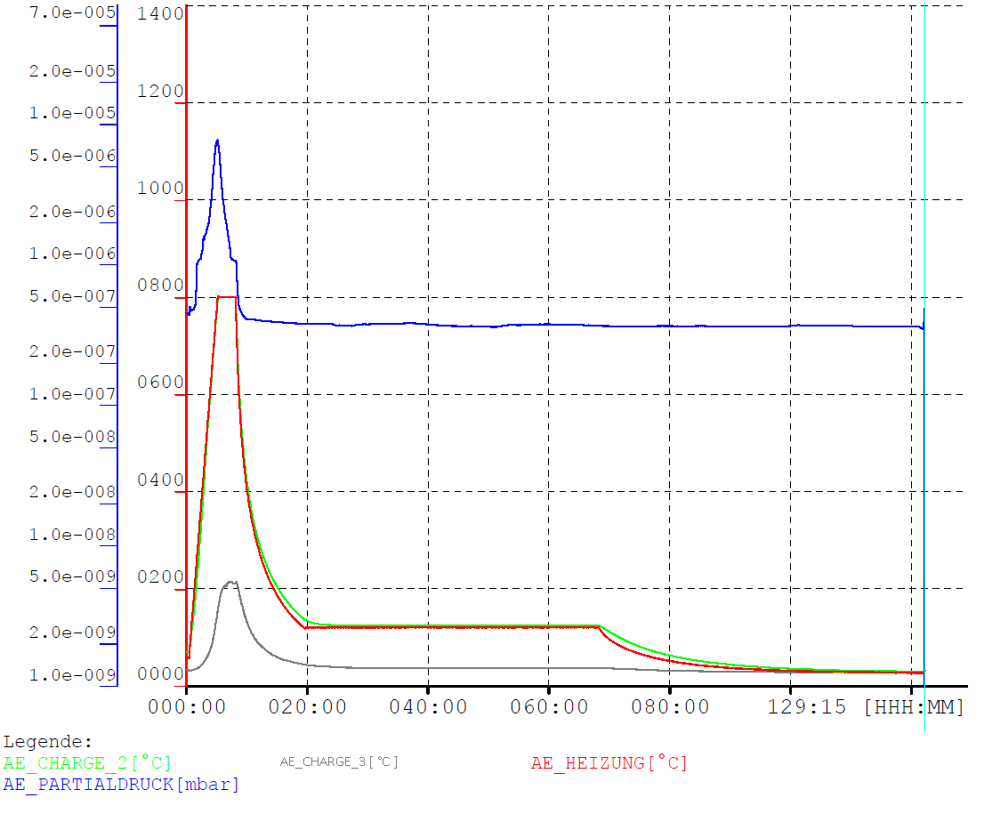 7.0e-005 1400
2.0e-005
1200
1.0e-005
5.0e-006
1000
2.0e-006
1.0e-006
0800
5.0e-007
2.0e-007
0600
1.0e-007
5.0e-008
0400
2.0e-008
1.0e-008
0200
5.0e-009
2.0e-009
0000
1.0e-009
000:00 020:00 040:00 060:00 080:00 129:15 [HHH:MM]
Legende:
AE_CHARGE_2[°C] AE_CHARGE_3[°C] AE_HEIZUNG[°C]
AE_PARTIALDRUCK[mbar]